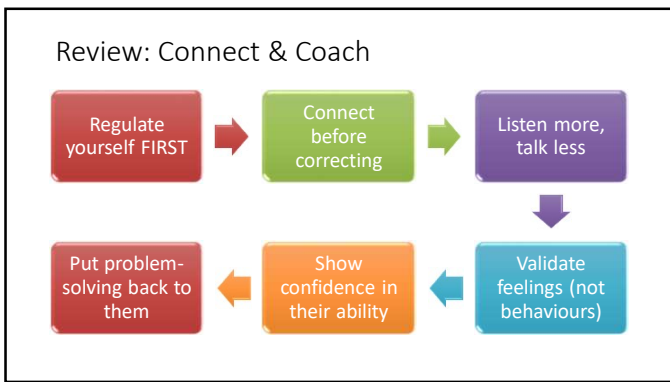 Review: Connect & Coach
Regulate
yourself FIRST
Connect
before
correcting
Listen more,
talk less
Validate
feelings (not
behaviours)
Show
confidence in
their ability
Put problem-
solving back to
them